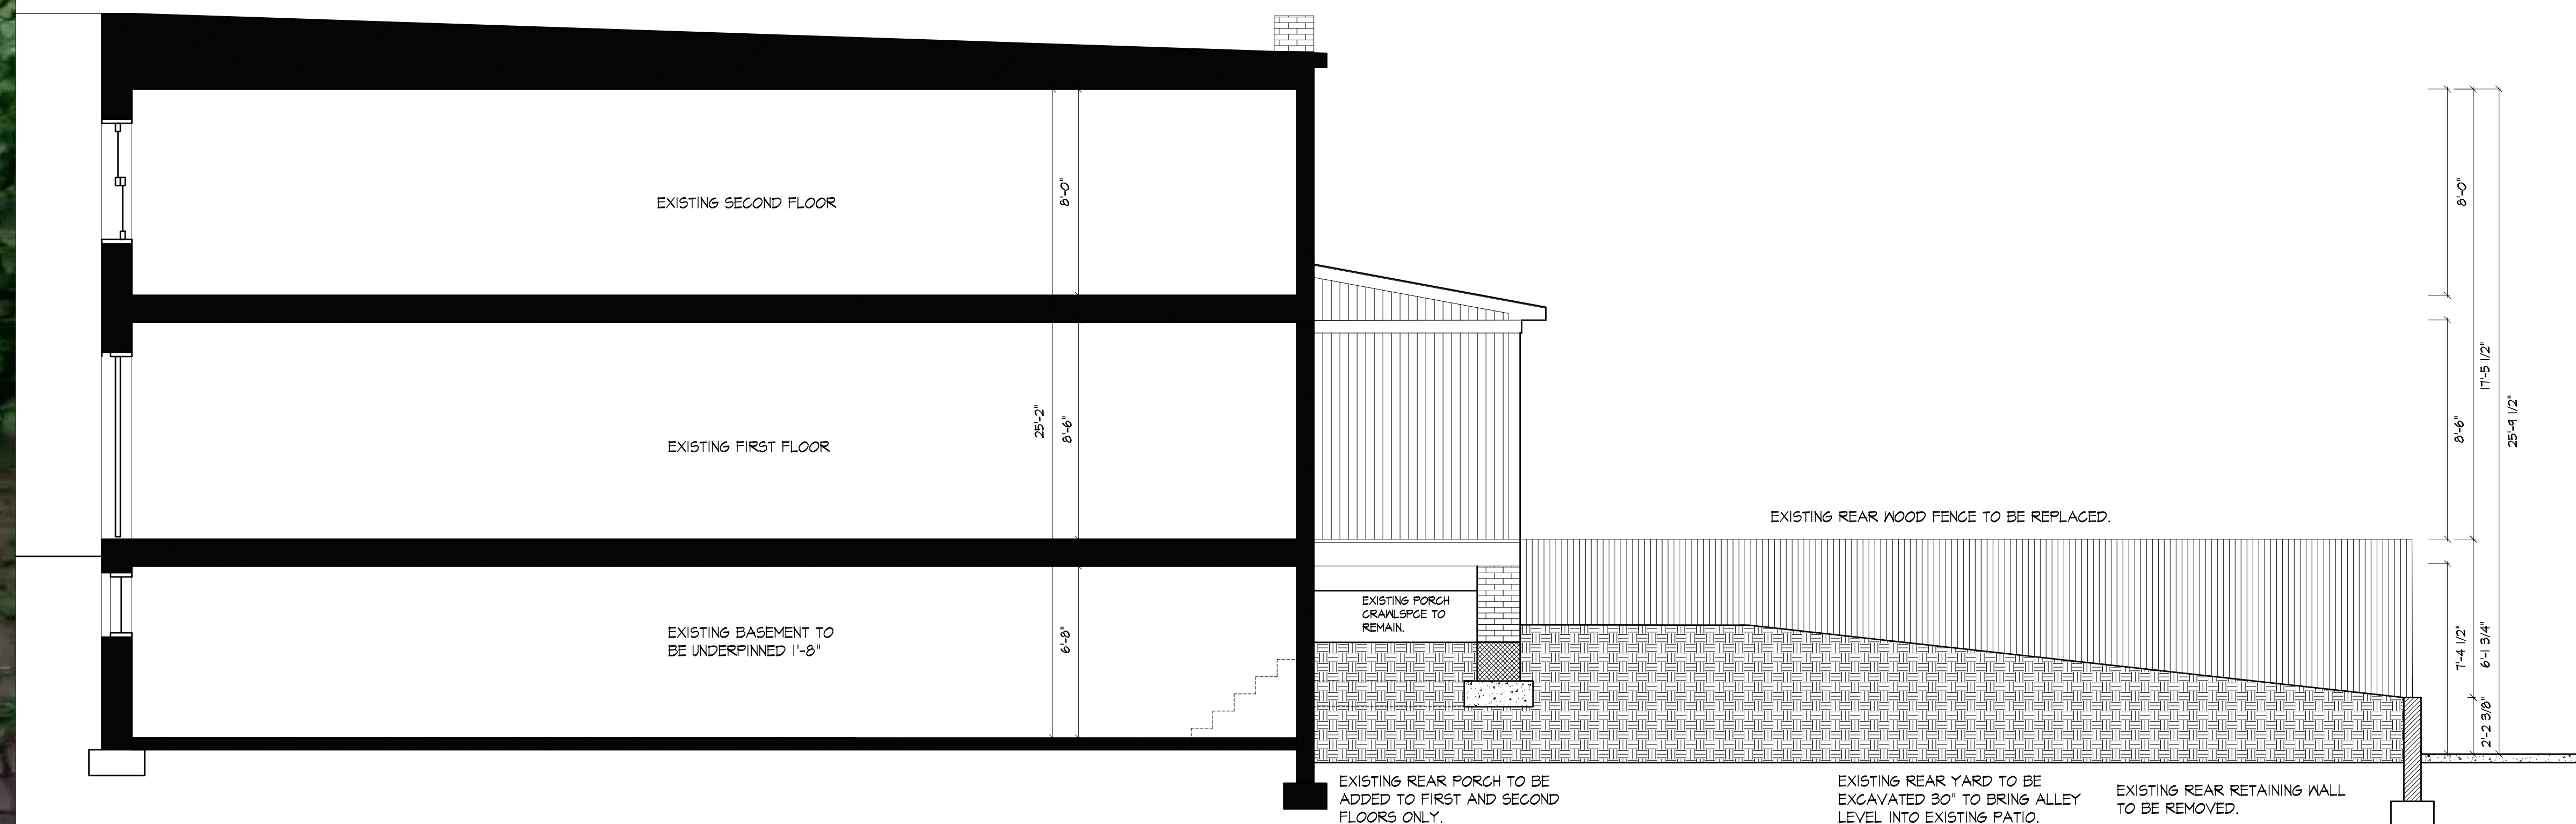 EXISTING SECOND FLOOR
8'-0"
25'-2"
8'-6"
EXISTING FIRST FLOOR
EXISTING BASEMENT TO
BE UNDERPINNED 1'-8"
6'-8"
EXISTING PORCH
CRAWLSPCE TO
REMAIN.
EXISTING REAR WOOD FENCE TO BE REPLACED.
8'-0"
17'-5 1/2"
25'-9 1/2"
8'-6"
7'-4 1/2"
6'-1 3/4"
2'-2 3/8"
EXISTING REAR PORCH TO BE
ADDED TO FIRST AND SECOND
FLOORS ONLY.
EXISTING REAR YARD TO BE
EXCAVATED 30" TO BRING ALLEY
LEVEL INTO EXISTING PATIO.
EXISTING REAR RETAINING WALL
TO BE REMOVED.